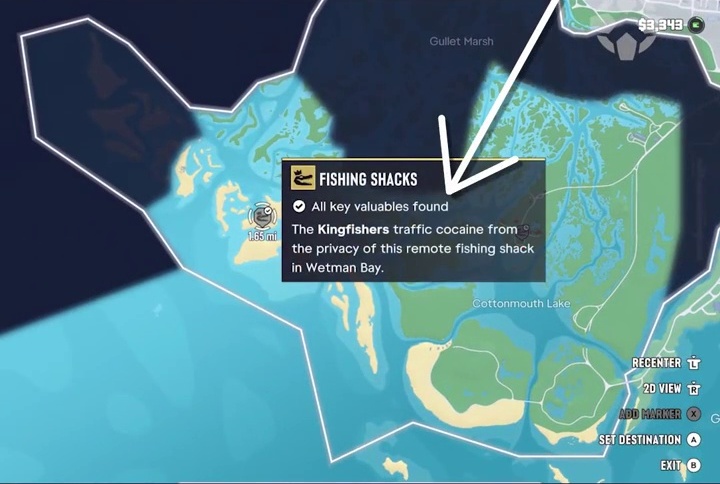 $3,343
Gullet Marsh
FISHING SHACKS
All key valuables found
The Kingfishers traffic cocaine from
the privacy of this remote fishing shack
in Wetman Bay.
1.65 mi
Cottonmouth Lake
RECENTER L
2D VIEW R
ADD MARKER X
G
SET DESTINATION A
EXIT B